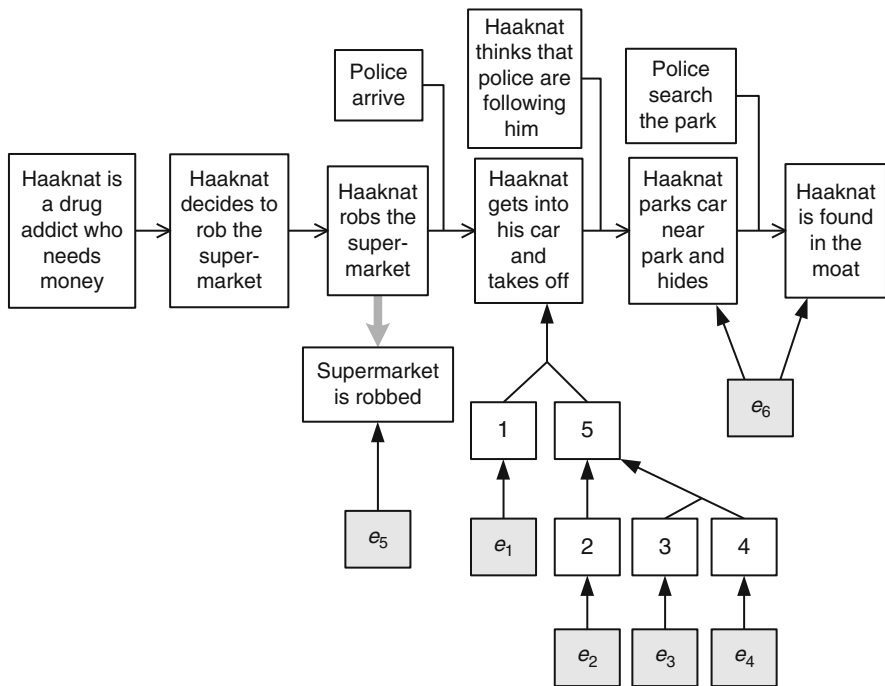 Police
arrive
Haaknat
thinks that
police are
following
him
Police
search
the park
Haaknat is
a drug
addict who
needs
money
Haaknat
decides to
rob the
super-
market
Haaknat
robs the
super-
market
Haaknat
gets into
his car
and
takes off
Haaknat
parks car
near
park and
hides
Haaknat
is found
in the
moat
Supermarket
is robbed
1
5
e6
e5
e1
2
3
4
e2
e3
e4